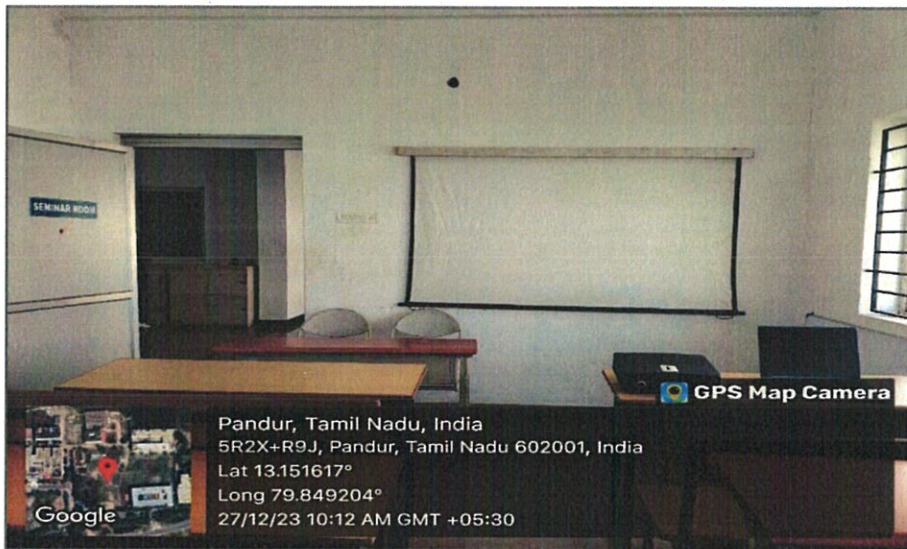 SEMINAR ROOM
GPS Map Camera
Pandur, Tamil Nadu, India
5R2X+R9J, Pandur, Tamil Nadu 602001, India
Lat 13.151617°
Long 79.849204°
27/12/23 10:12 AM GMT +05:30
Google